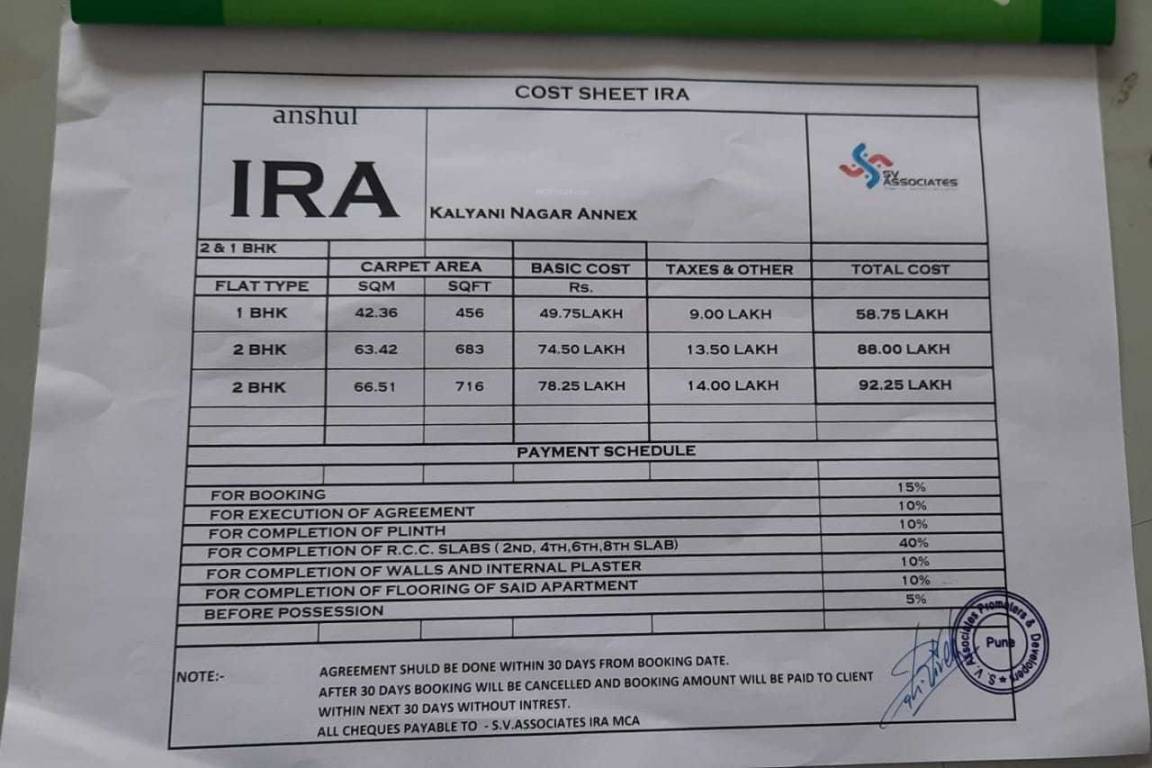 COST SHEET IRA
anshul
IRA
KALYANI NAGAR ANNEX
SV
ASSOCIATES
2 & 1 BHK
CARPET AREA BASIC COST TAXES & OTHER TOTAL COST
FLAT TYPE SQM SQFT Rs.
1 BHK 42.36 456 49.75LAKH 9.00 LAKH 58.75 LAKH
2 BHK 63.42 683 74.50 LAKH 13.50 LAKH 88.00 LAKH
2 BHK 66.51 716 78.25 LAKH 14.00 LAKH 92.25 LAKH
PAYMENT SCHEDULE
FOR BOOKING 15%
FOR EXECUTION OF AGREEMENT 10%
FOR COMPLETION OF PLINTH 10%
FOR COMPLETION OF R.C.C. SLABS ( 2ND, 4TH,6TH,8TH SLAB) 40%
FOR COMPLETION OF WALLS AND INTERNAL PLASTER 10%
FOR COMPLETION OF FLOORING OF SAID APARTMENT 10%
BEFORE POSSESSION 5%
NOTE:- AGREEMENT SHULD BE DONE WITHIN 30 DAYS FROM BOOKING DATE.
AFTER 30 DAYS BOOKING WILL BE CANCELLED AND BOOKING AMOUNT WILL BE PAID TO CLIENT
WITHIN NEXT 30 DAYS WITHOUT INTREST.
ALL CHEQUES PAYABLE TO - S.V.ASSOCIATES IRA MCA
S. V. Associates Promoters & Developers
Pune